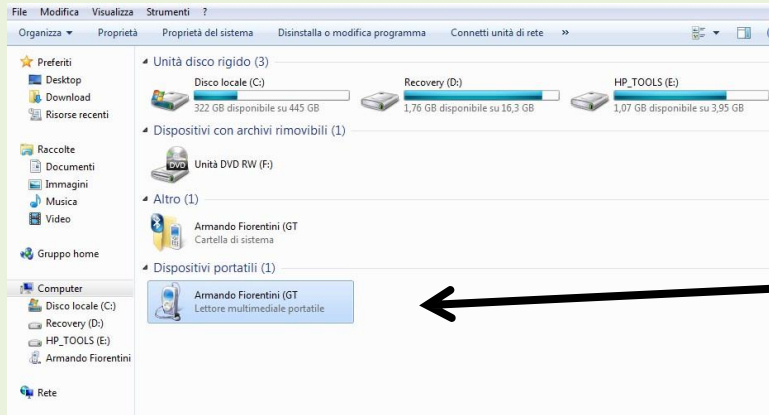 File Modifica Visualizza Strumenti ?
Organizza Proprietà Proprietà del sistema Disinstalla o modifica programma Connetti unità di rete »
Preferiti
Desktop
Download
Risorse recenti
Raccolte
Documenti
Immagini
Musica
Video
Gruppo home
Computer
Disco locale (C:)
Recovery (D:)
HP_TOOLS (E:)
Armando Fiorentini
Rete
Unità disco rigido (3)
Disco locale (C:)
322 GB disponibile su 445 GB
Recovery (D:)
1,76 GB disponibile su 16,3 GB
HP_TOOLS (E:)
1,07 GB disponibile su 3,95 GB
Dispositivi con archivi rimovibili (1)
DVD
Unità DVD RW (F:)
Altro (1)
Armando Fiorentini (GT
Cartella di sistema
Dispositivi portatili (1)
Armando Fiorentini (GT
Lettore multimediale portatile